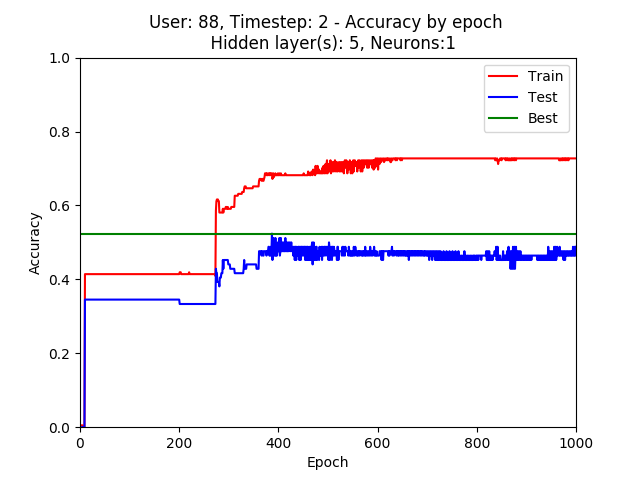 User: 88, Timestep: 2 - Accuracy by epoch
Hidden layer(s): 5, Neurons:1
1.0
0.8
0.6
0.4
0.2
0.0
Accuracy
Train
Test
Best
0 200 400 600 800 1000
Epoch